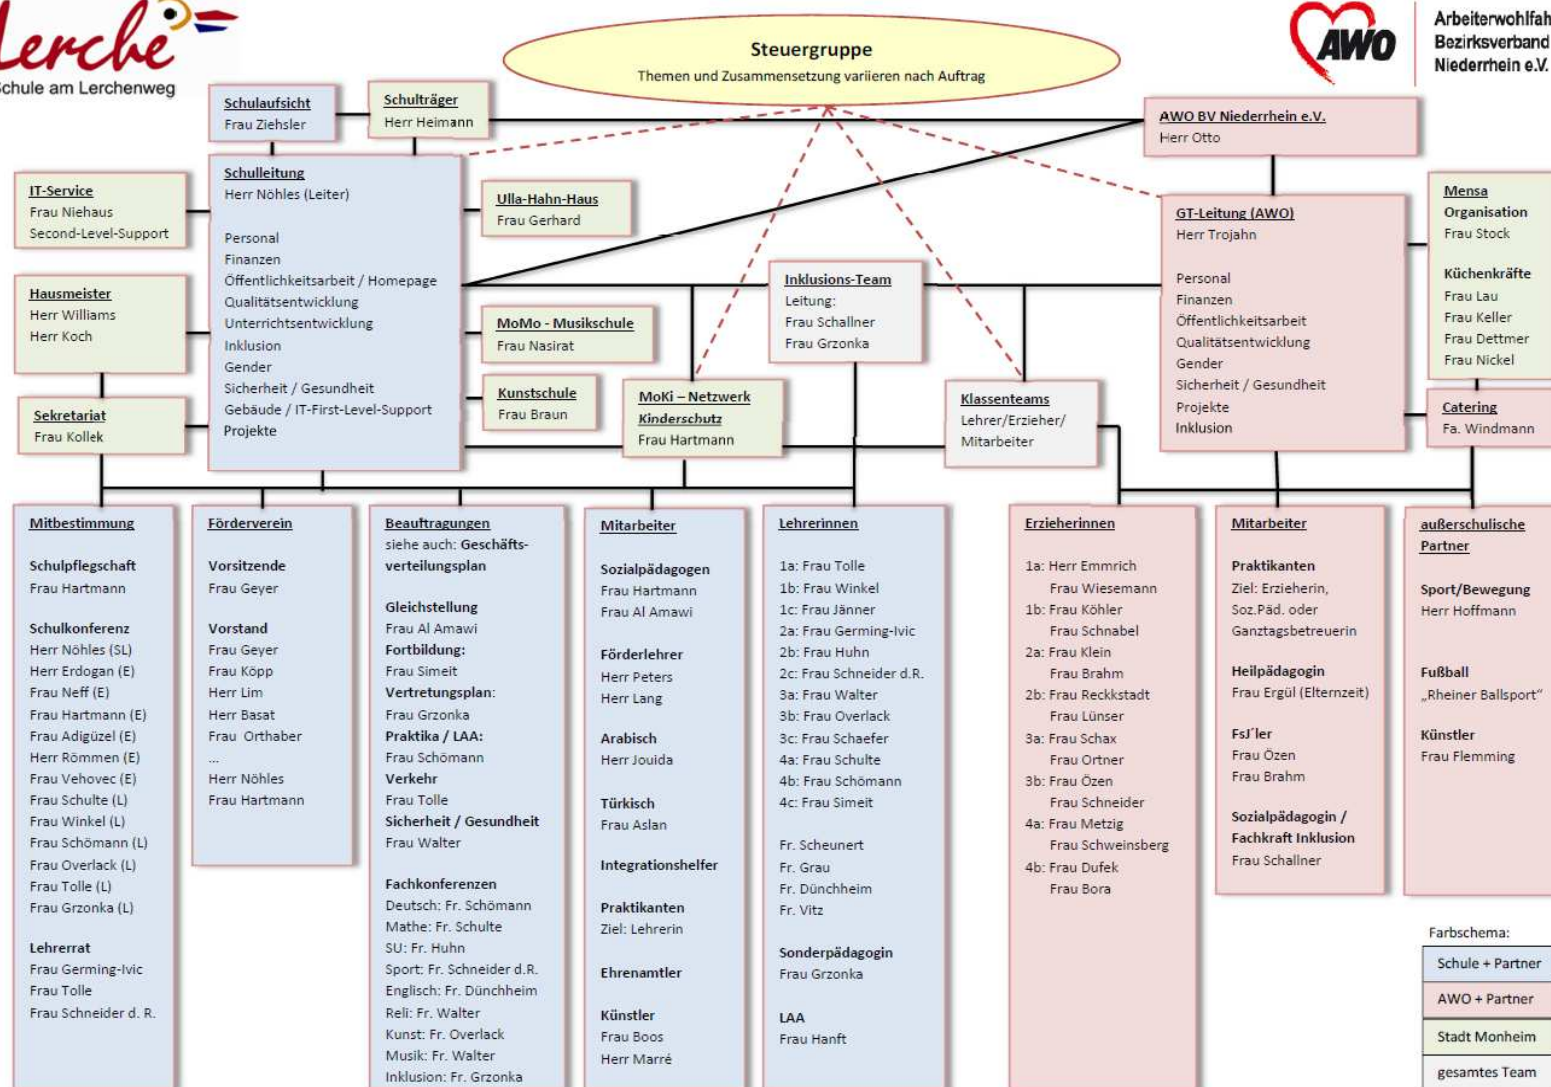 Lerche
Schule am Lerchenweg
Steuergruppe
Themen und Zusammensetzung variieren nach Auftrag
AWO
Bezirksverband
Niederrhein e.V.
Schulaufsicht
Frau Ziehsler
Schulträger
Herr Heimann
AWO BV Niederrhein e.V.
Herr Otto
IT-Service
Frau Niehaus
Second-Level-Support
Hausmeister
Herr Williams
Herr Koch
Sekretariat
Frau Kollek
Schulleitung
Herr Nöhles (Leiter)
Personal
Finanzen
Öffentlichkeitsarbeit / Homepage
Qualitätsentwicklung
Unterrichtsentwicklung
Inklusion
Gender
Sicherheit / Gesundheit
Gebäude / IT-First-Level-Support
Projekte
Ulla-Hahn-Haus
Frau Gerhard
MoMo - Musikschule
Frau Nasirat
Kunstschule
Frau Braun
MoKi – Netzwerk
Kinderschutz
Frau Hartmann
Inklusions-Team
Leitung:
Frau Schallner
Frau Grzonka
Klassenteams
Lehrer/Erzieher/
Mitarbeiter
GT-Leitung (AWO)
Herr Trojahn
Personal
Finanzen
Öffentlichkeitsarbeit
Qualitätsentwicklung
Gender
Sicherheit / Gesundheit
Projekte
Inklusion
Mensa
Organisation
Frau Stock
Küchenkräfte
Frau Lau
Frau Keller
Frau Dettmer
Frau Nickel
Catering
Fa. Windmann
Mitbestimmung
Schulpflegschaft
Frau Hartmann
Schulkonferenz
Herr Nöhles (SL)
Herr Erdogan (E)
Frau Neff (E)
Frau Hartmann (E)
Frau Adigüzel (E)
Herr Römmen (E)
Frau Vehovec (E)
Frau Schulte (L)
Frau Winkel (L)
Frau Schömann (L)
Frau Overlack (L)
Frau Tolle (L)
Frau Grzonka (L)
Lehrerrat
Frau Germing-Ivic
Frau Tolle
Frau Schneider d. R.
Förderverein
Vorsitzende
Frau Geyer
Vorstand
Frau Geyer
Frau Köpp
Herr Lim
Herr Basat
Frau Orthaber
...
Herr Nöhles
Frau Hartmann
Beauftragungen
siehe auch: Geschäfts-
verteilungsplan
Gleichstellung
Frau Al Amawi
Fortbildung:
Frau Simeit
Vertretungsplan:
Frau Grzonka
Praktika / LAA:
Frau Schömann
Verkehr
Frau Tolle
Sicherheit / Gesundheit
Frau Walter
Fachkonferenzen
Deutsch: Fr. Schömann
Mathe: Fr. Schulte
SU: Fr. Huhn
Sport: Fr. Schneider d.R.
Englisch: Fr. Dünchheim
Reli: Fr. Walter
Kunst: Fr. Overlack
Musik: Fr. Walter
Inklusion: Fr. Grzonka
Mitarbeiter
Sozialpädagogen
Frau Hartmann
Frau Al Amawi
Förderlehrer
Herr Peters
Herr Lang
Arabisch
Herr Jouida
Türkisch
Frau Aslan
Integrationshelfer
Praktikanten
Ziel: Lehrerin
Ehrenamtler
Künstler
Frau Boos
Herr Marré
Lehrerinnen
1a: Frau Tolle
1b: Frau Winkel
1c: Frau Jänner
2a: Frau Germing-Ivic
2b: Frau Huhn
2c: Frau Schneider d.R.
3a: Frau Walter
3b: Frau Overlack
3c: Frau Schaefer
4a: Frau Schulte
4b: Frau Schömann
4c: Frau Simeit
Fr. Scheunert
Fr. Grau
Fr. Dünchheim
Fr. Vitz
Sonderpädagogin
Frau Grzonka
LAA
Frau Hanft
Erzieherinnen
1a: Herr Emmrich
Frau Wiesemann
1b: Frau Köhler
Frau Schnabel
2a: Frau Klein
Frau Brahm
2b: Frau Reckkstadt
Frau Lünser
3a: Frau Schax
Frau Ortner
3b: Frau Özen
Frau Schneider
4a: Frau Metzig
Frau Schweinsberg
4b: Frau Dufek
Frau Bora
Mitarbeiter
Praktikanten
Ziel: Erzieherin,
Soz.Päd. oder
Ganztagsbetreuerin
Heilpädagogin
Frau Ergül (Elternzeit)
FsJ´ler
Frau Özen
Frau Brahm
Sozialpädagogin /
Fachkraft Inklusion
Frau Schallner
außerschulische
Partner
Sport/Bewegung
Herr Hoffmann
Fußball
„Rheiner Ballsport“
Künstler
Frau Flemming
Farbschema:
Schule + Partner
AWO + Partner
Stadt Monheim
gesamtes Team